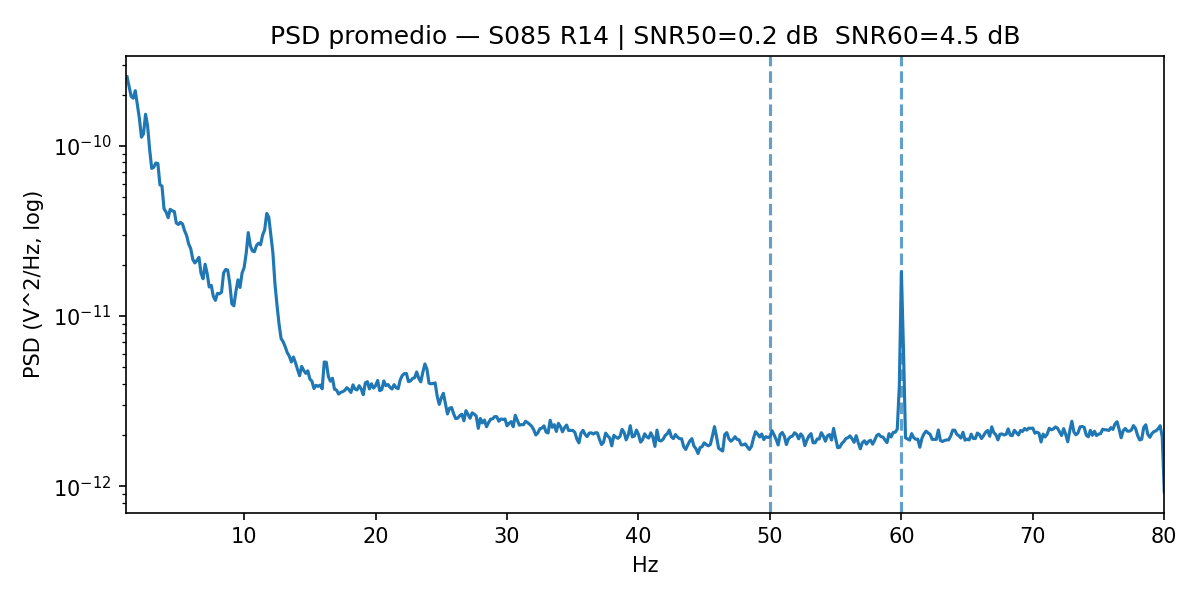 PSD promedio — S085 R14 | SNR50=0.2 dB  SNR60=4.5 dB
PSD (V^2/Hz, log)
10^-10
10^-11
10^-12
10 20 30 40 50 60 70 80
Hz